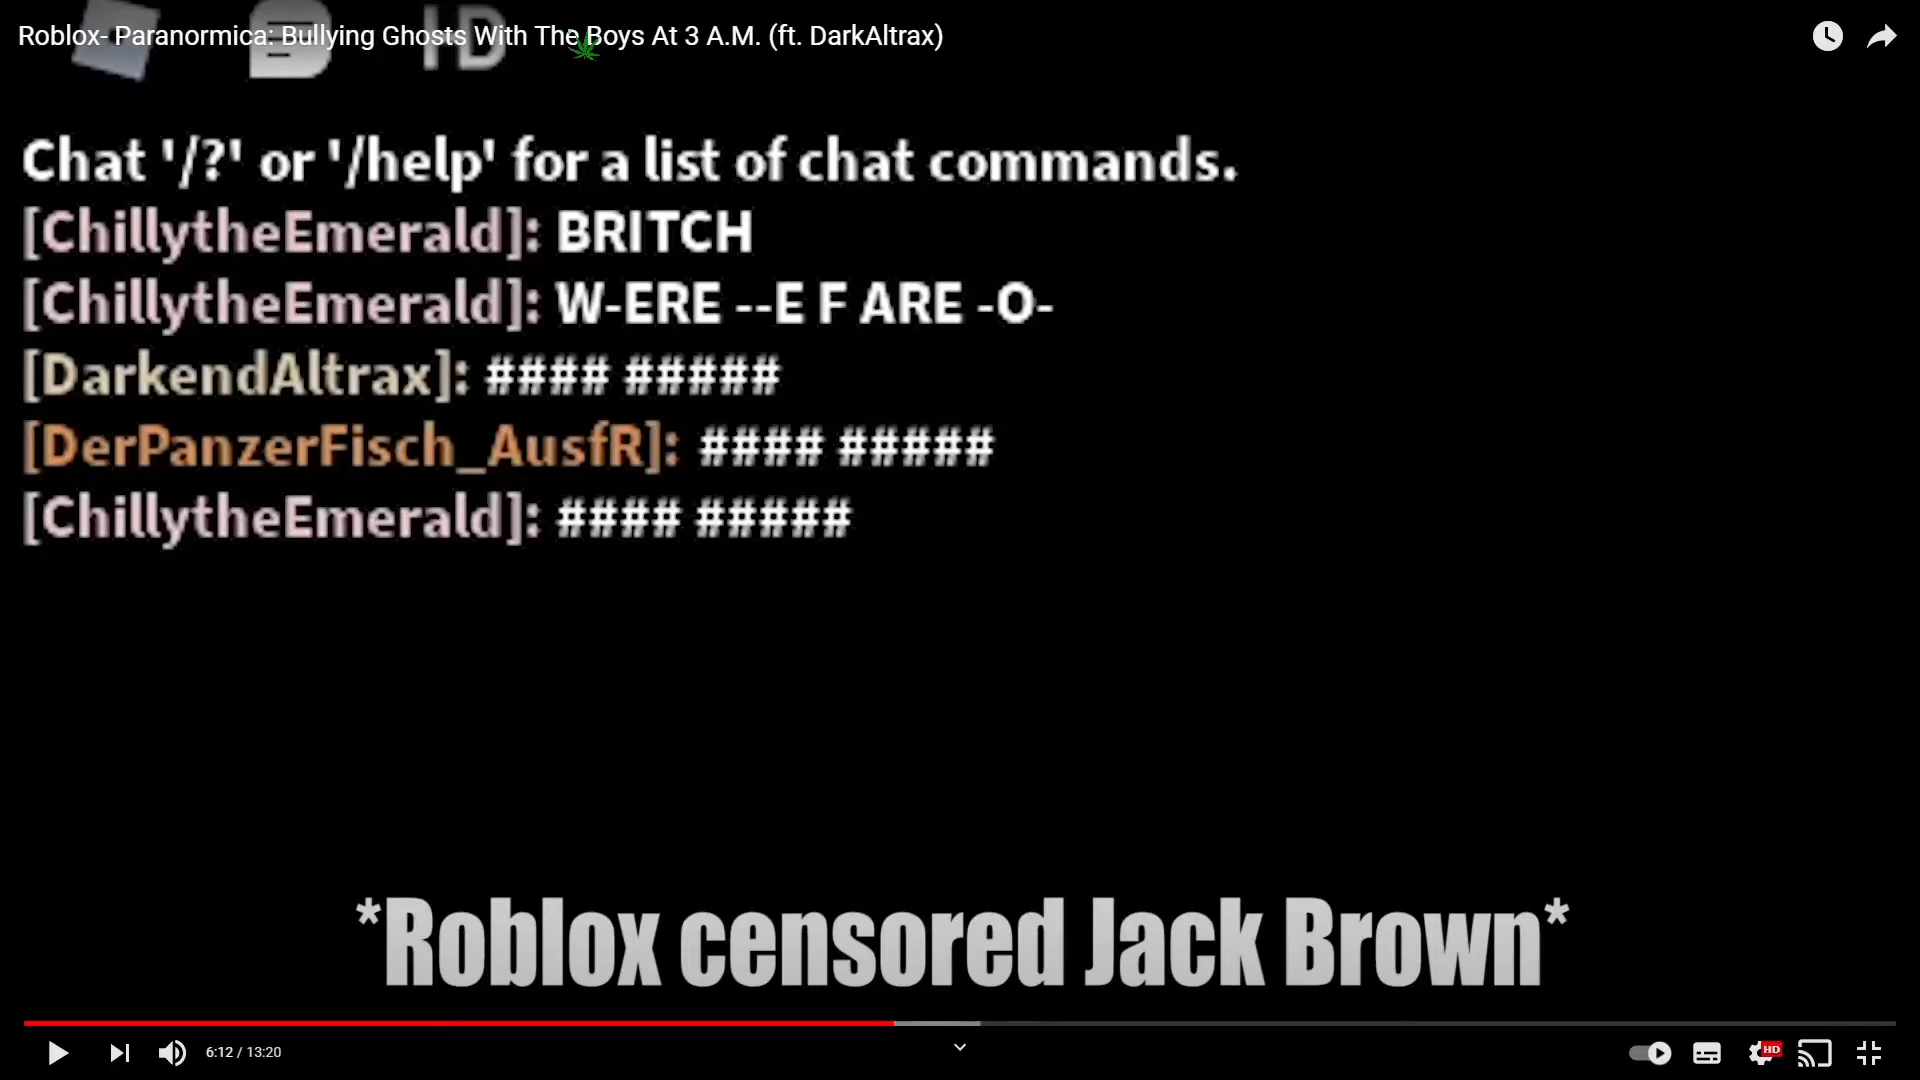 Roblox- Paranormica: Bullying Ghosts With The Boys At 3 A.M. (ft. DarkAltrax)
Chat '/?' or '/help' for a list of chat commands.
[ChillytheEmerald]: BRITCH
[ChillytheEmerald]: W-ERE --E F ARE -O-
[DarkendAltrax]: #### #####
[DerPanzerFisch_AusfR]: #### #####
[ChillytheEmerald]: #### #####
*Roblox censored Jack Brown*
6:12 / 13:20
HD